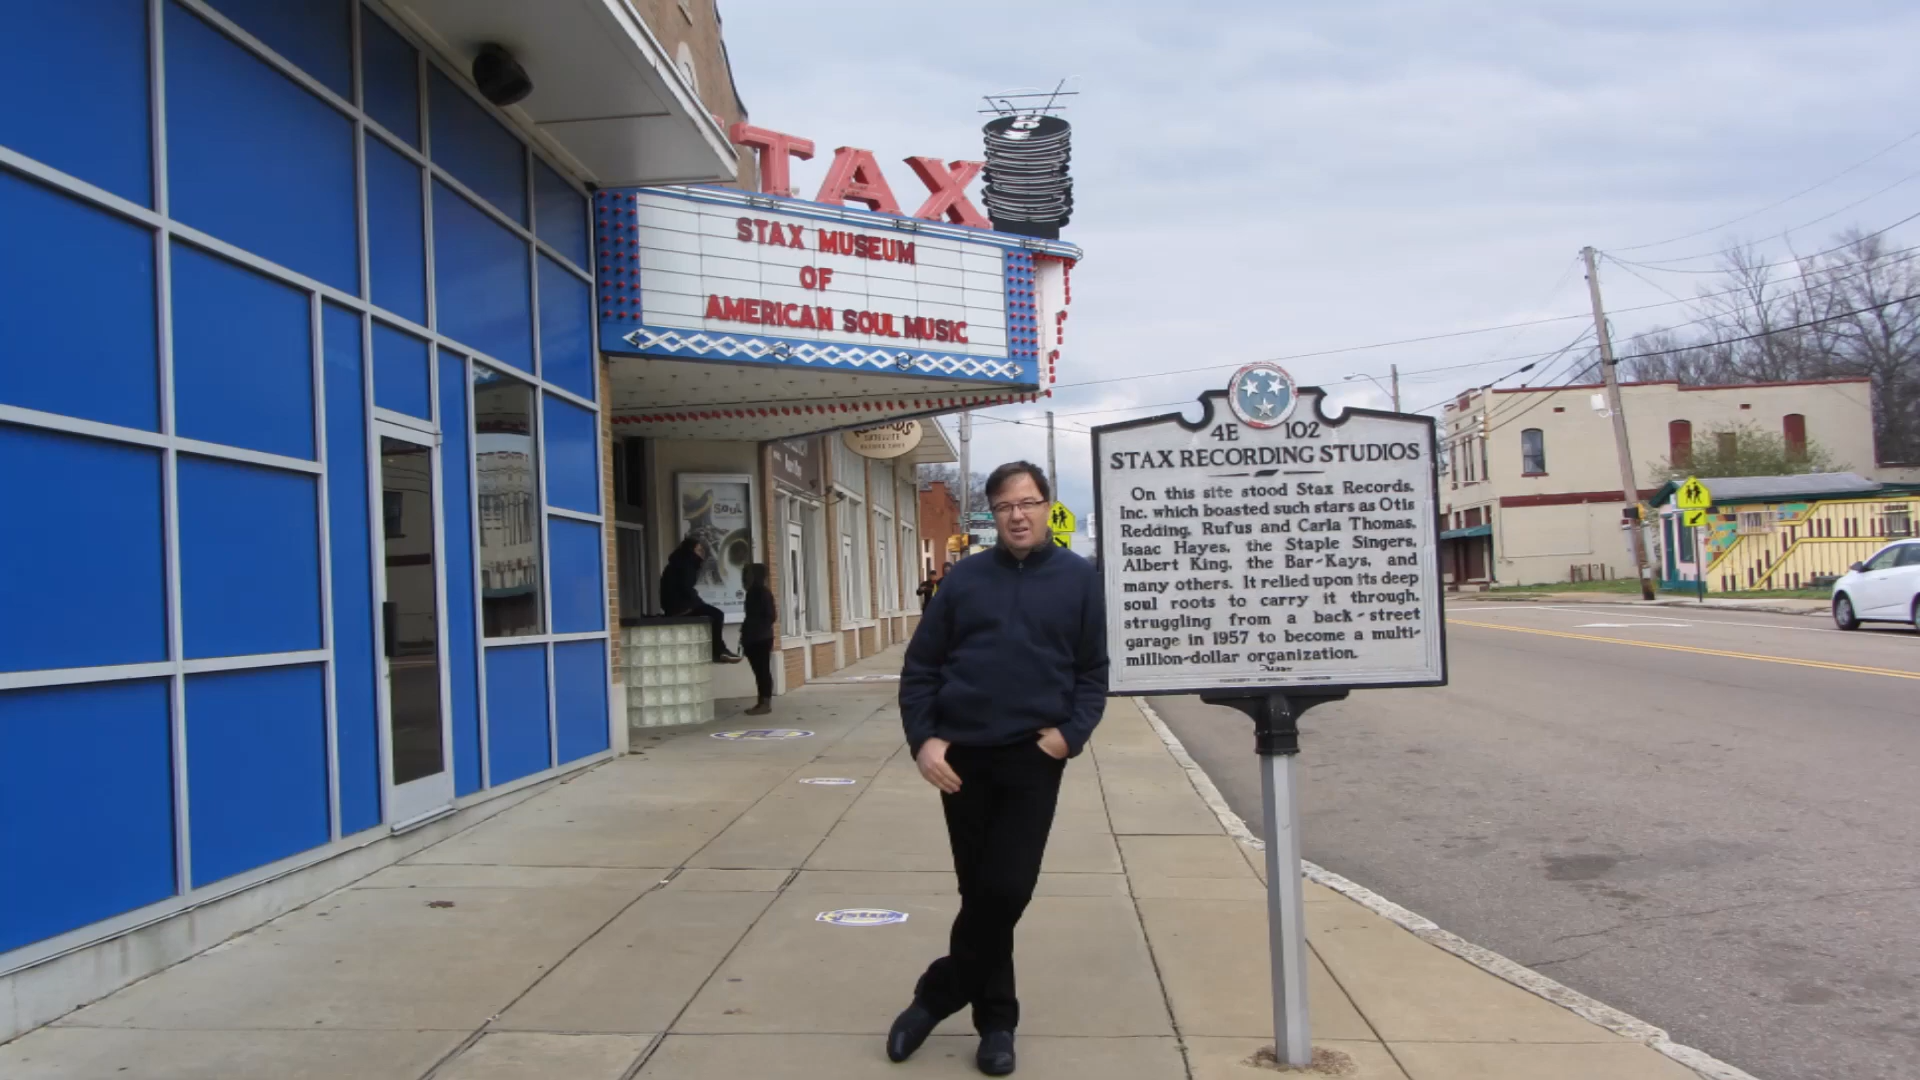 STAX
STAX MUSEUM
OF
AMERICAN SOUL MUSIC
RECORDS
SATELLITE
SOUL
4E 102
STAX RECORDING STUDIOS
On this site stood Stax Records,
Inc. which boasted such stars as Otis
Redding, Rufus and Carla Thomas,
Isaac Hayes, the Staple Singers,
Albert King, the Bar-Kays, and
many others. It relied upon its deep
soul roots to carry it through,
struggling from a back-street
garage in 1957 to become a multi-
million-dollar organization.